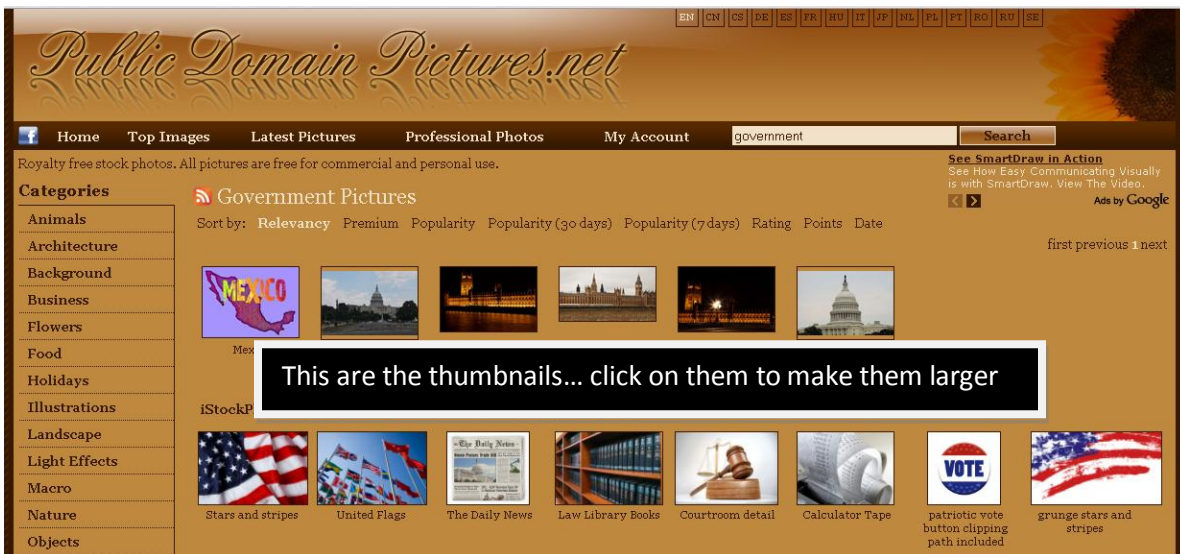 EN CN CS DE ES FR HU IT JP NL PL PT RO RU SE
Public Domain Pictures.net
Home Top Images Latest Pictures Professional Photos My Account government Search
Royalty free stock photos. All pictures are free for commercial and personal use.
See SmartDraw in Action
See How Easy Communicating Visually
is with SmartDraw. View The Video.
Ads by Google
Categories
Animals
Architecture
Background
Business
Flowers
Food
Holidays
Illustrations
Landscape
Light Effects
Macro
Nature
Objects
Government Pictures
Sort by: Relevancy Premium Popularity Popularity (30 days) Popularity (7 days) Rating Points Date
first previous 1 next
MEXICO
This are the thumbnails... click on them to make them larger
The Daily News
VOTE
Stars and stripes
United Flags
The Daily News
Law Library Books
Courtroom detail
Calculator Tape
patriotic vote
button clipping
path included
grunge stars and
stripes